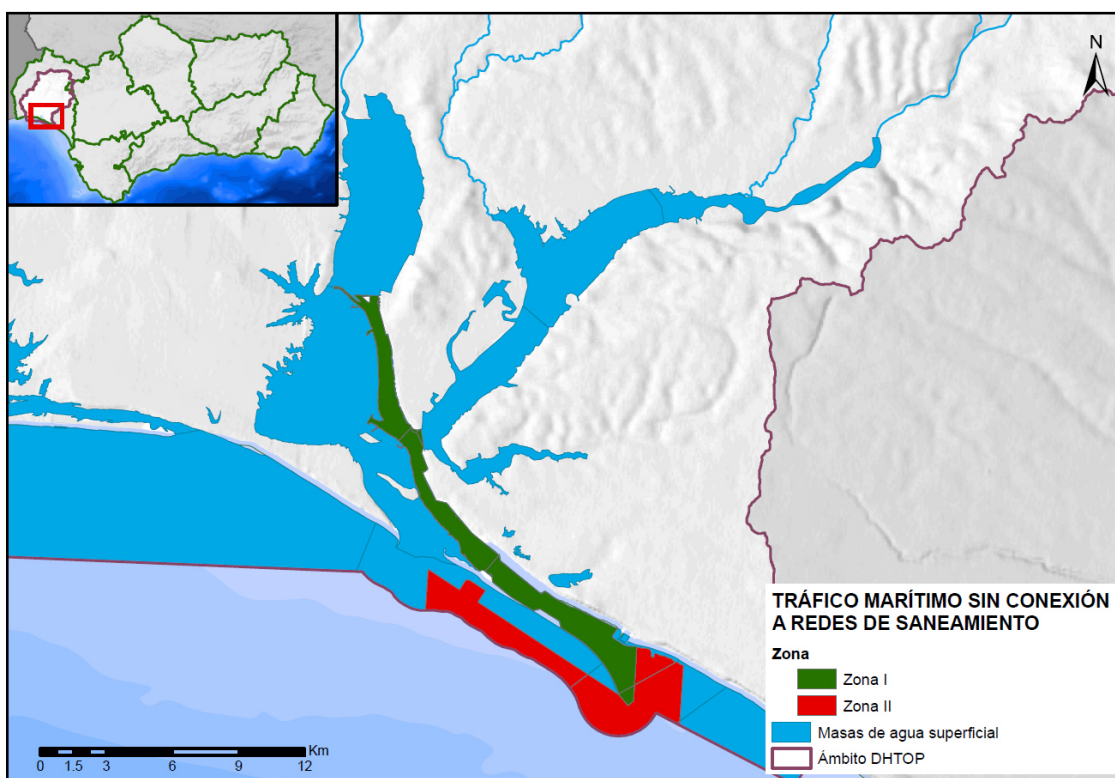 N
TRÁFICO MARÍTIMO SIN CONEXIÓN
A REDES DE SANEAMIENTO
Zona
Zona I
Zona II
Masas de agua superficial
Ámbito DHTOP
Km
0 1.5 3 6 9 12